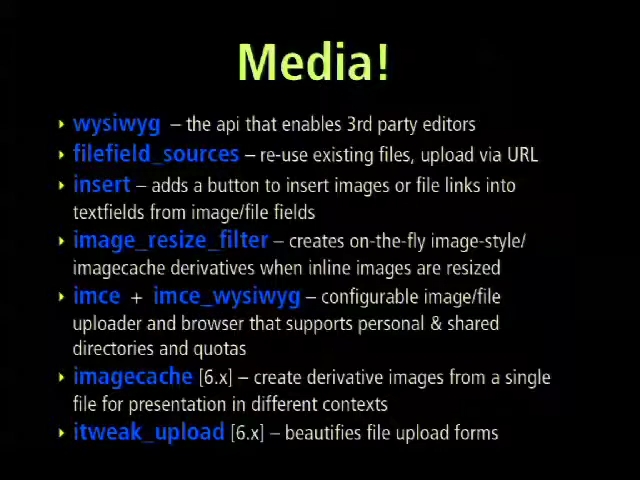 Media!
wysiwyg – the api that enables 3rd party editors
filefield_sources – re-use existing files, upload via URL
insert – adds a button to insert images or file links into
textfields from image/file fields
image_resize_filter – creates on-the-fly image-style/
imagecache derivatives when inline images are resized
imce + imce_wysiwyg – configurable image/file
uploader and browser that supports personal & shared
directories and quotas
imagecache [6.x] – create derivative images from a single
file for presentation in different contexts
itweak_upload [6.x] – beautifies file upload forms